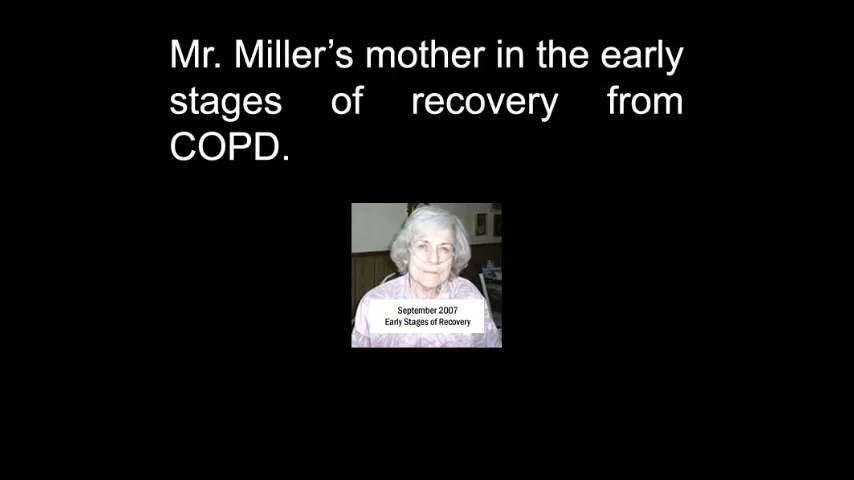 Mr. Miller’s mother in the early
stages of recovery from
COPD.
September 2007
Early Stages of Recovery